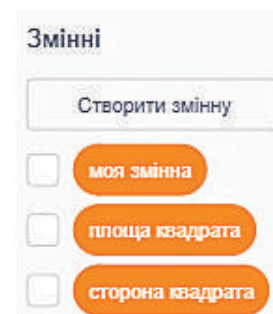 Змінні
Створити змінну
моя змінна
площа квадрата
сторона квадрата